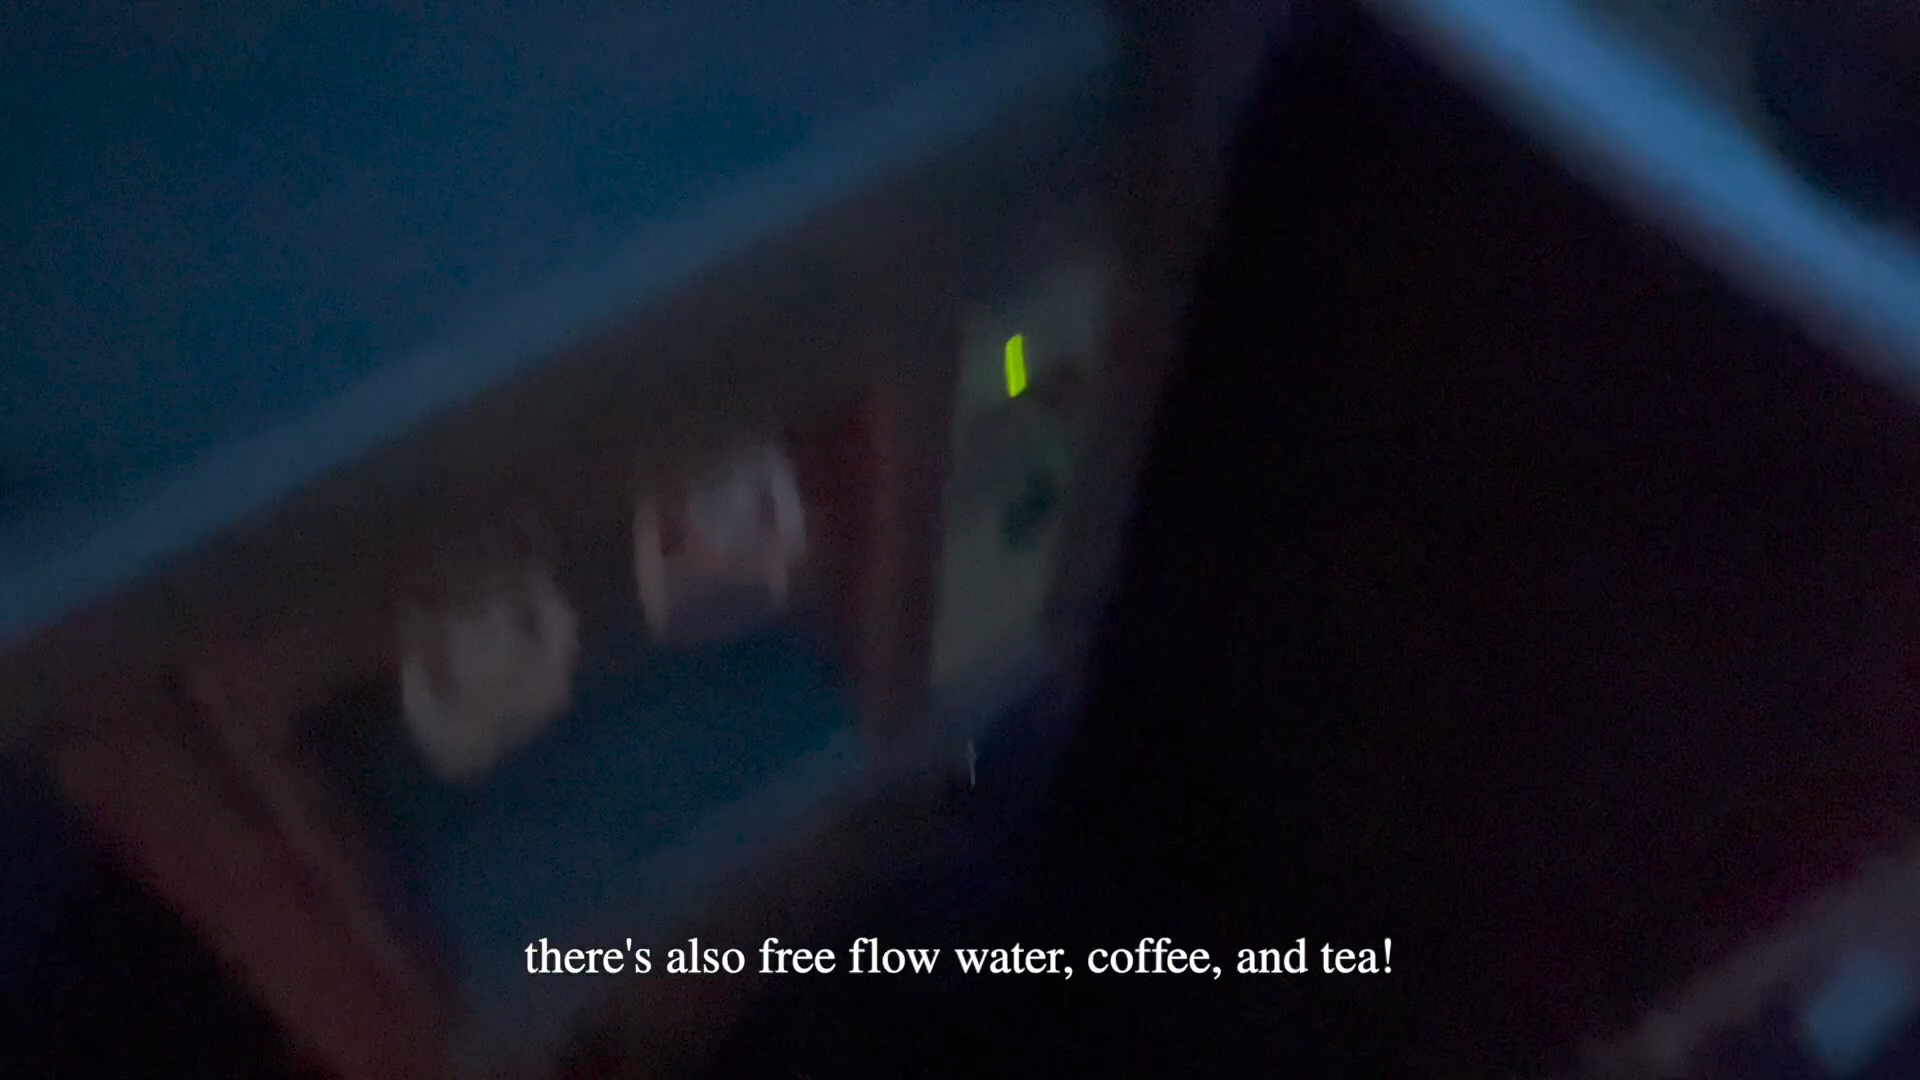 there's also free flow water, coffee, and tea!